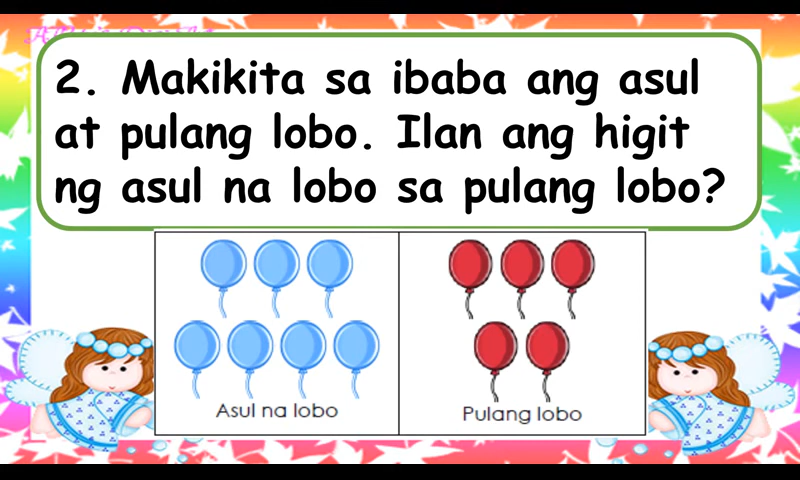 2. Makikita sa ibaba ang asul
at pulang lobo. Ilan ang higit
ng asul na lobo sa pulang lobo?
Asul na lobo
Pulang lobo